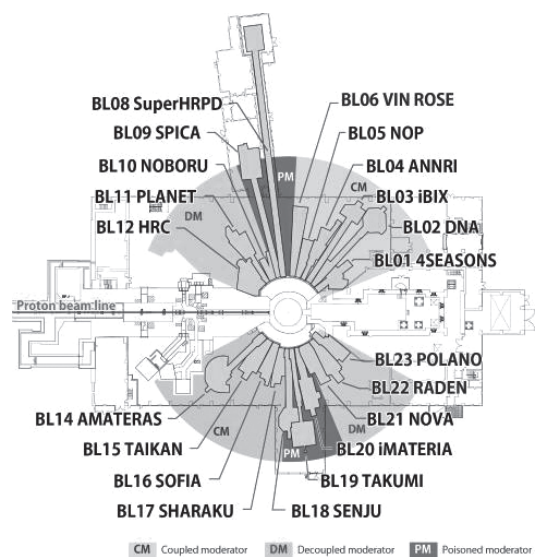 BL08 SuperHRPD
BL06 VIN ROSE
BL09 SPICA
BL05 NOP
BL10 NOBORU
PM
BL04 ANNRI
CM
BL11 PLANET
BL03 iBIX
DM
BL12 HRC
BL02 DNA
BL01 4SEASONS
Proton beam line
BL23 POLANO
BL22 RADEN
BL14 AMATERAS
BL21 NOVA
CM
DM
BL15 TAIKAN
BL20 iMATERIA
PM
BL16 SOFIA
BL19 TAKUMI
BL17 SHARAKU
BL18 SENJU
CM Coupled moderator
DM Decoupled moderator
PM Poisoned moderator